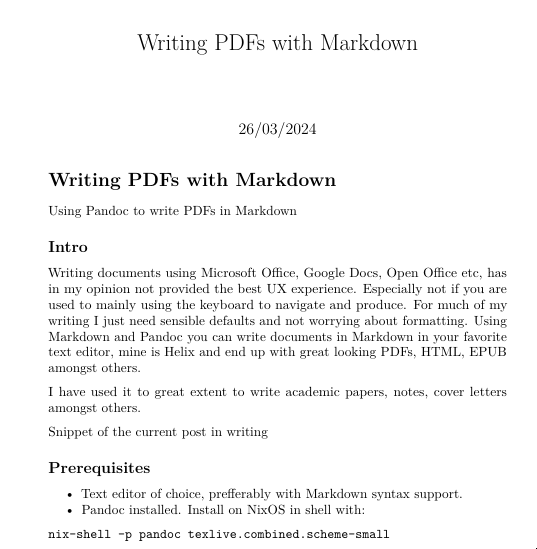 Writing PDFs with Markdown
26/03/2024
Writing PDFs with Markdown
Using Pandoc to write PDFs in Markdown
Intro
Writing documents using Microsoft Office, Google Docs, Open Office etc, has
in my opinion not provided the best UX experience. Especially not if you are
used to mainly using the keyboard to navigate and produce. For much of my
writing I just need sensible defaults and not worrying about formatting. Using
Markdown and Pandoc you can write documents in Markdown in your favorite
text editor, mine is Helix and end up with great looking PDFs, HTML, EPUB
amongst others.
I have used it to great extent to write academic papers, notes, cover letters
amongst others.
Snippet of the current post in writing
Prerequisites
• Text editor of choice, prefferably with Markdown syntax support.
• Pandoc installed. Install on NixOS in shell with:
nix-shell -p pandoc texlive.combined.scheme-small